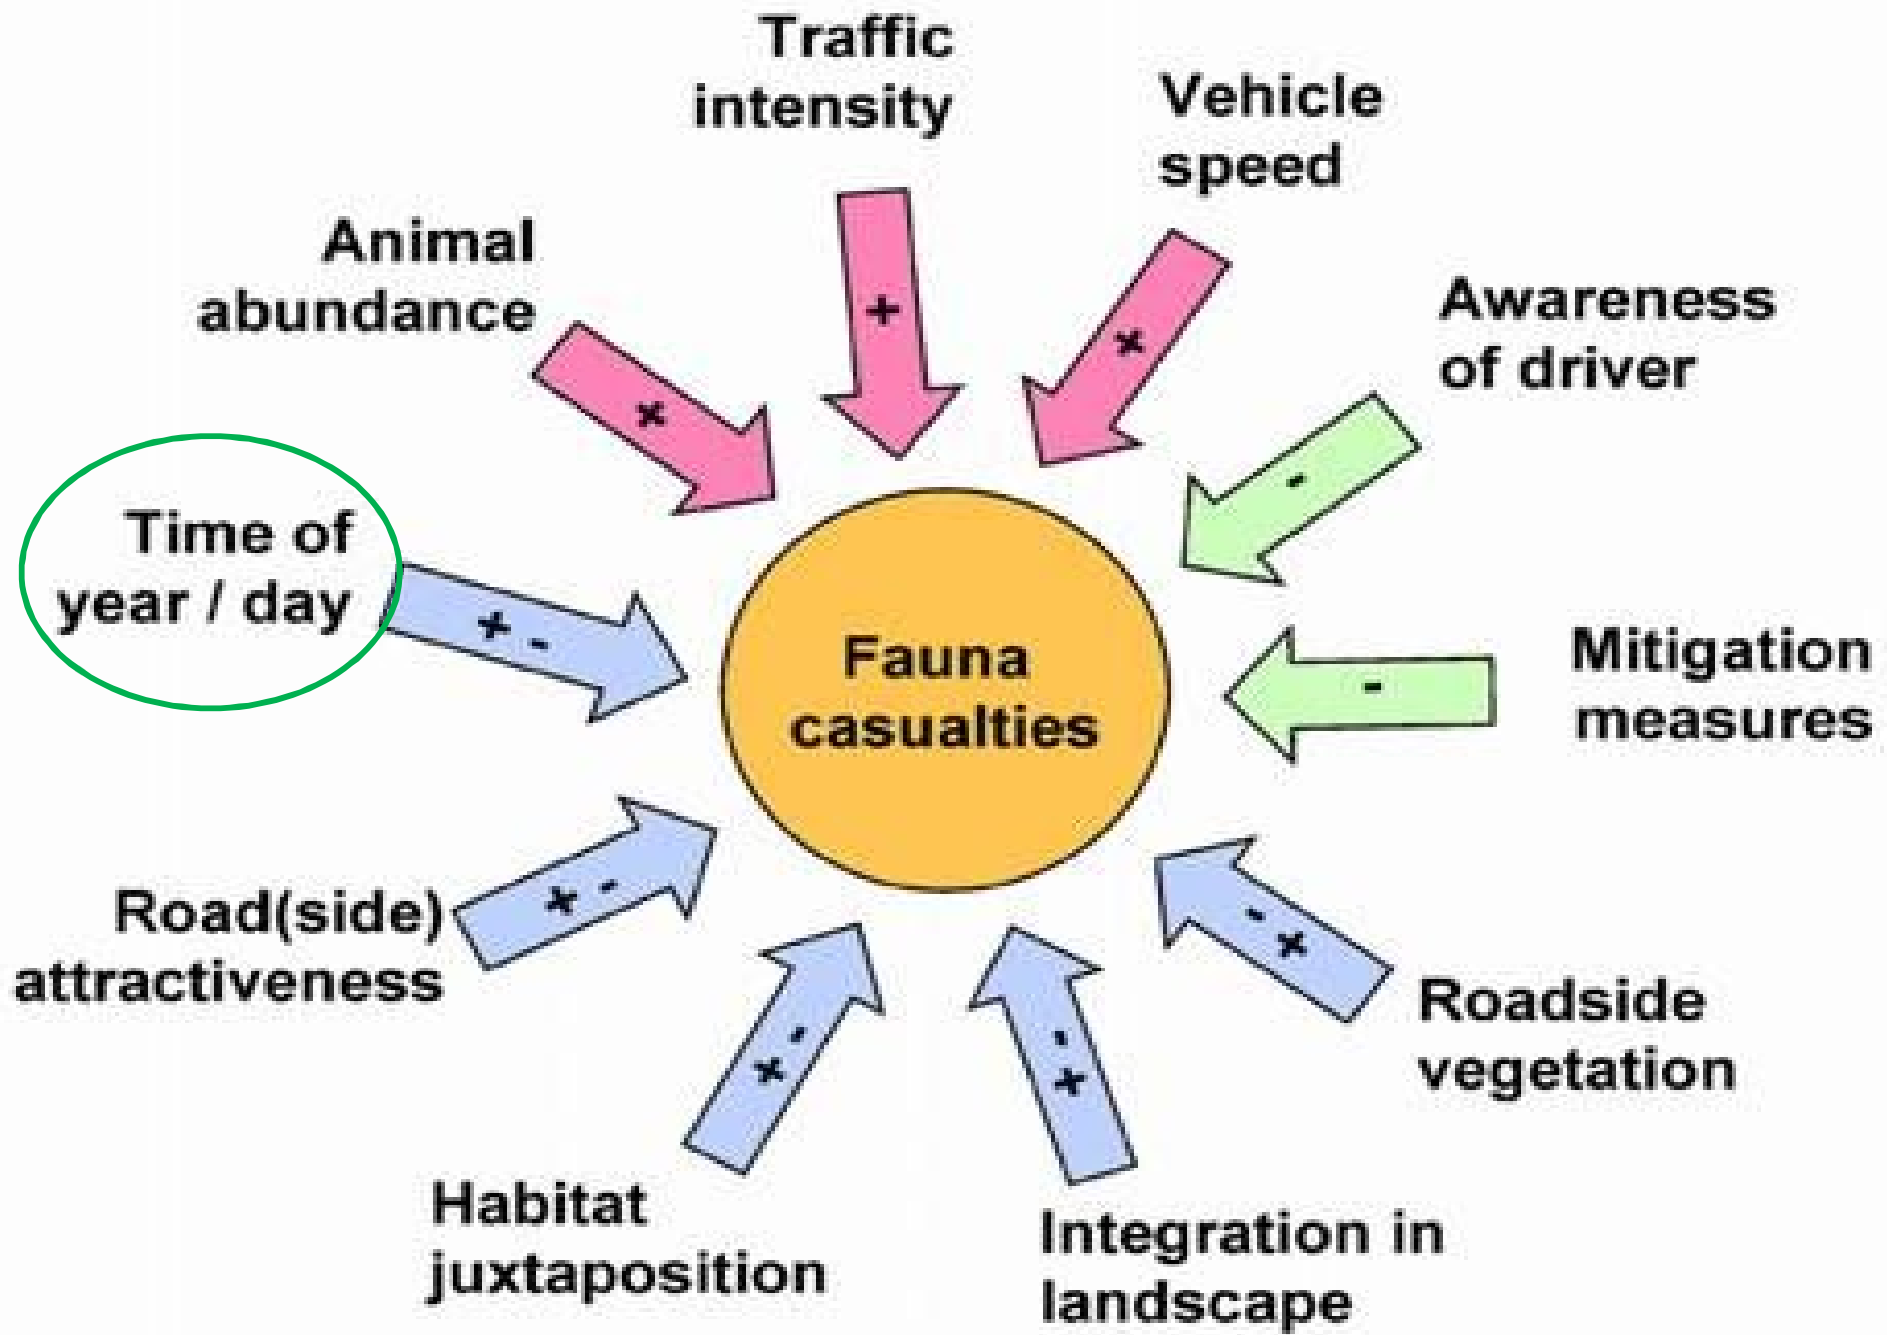 Traffic
intensity
+
Vehicle
speed
+
Animal
abundance
+
Awareness
of driver
-
Time of
year / day
+ -
Fauna
casualties
Mitigation
measures
-
Road(side)
attractiveness
+ -
Roadside
vegetation
- +
Habitat
juxtaposition
+ -
Integration in
landscape
- +